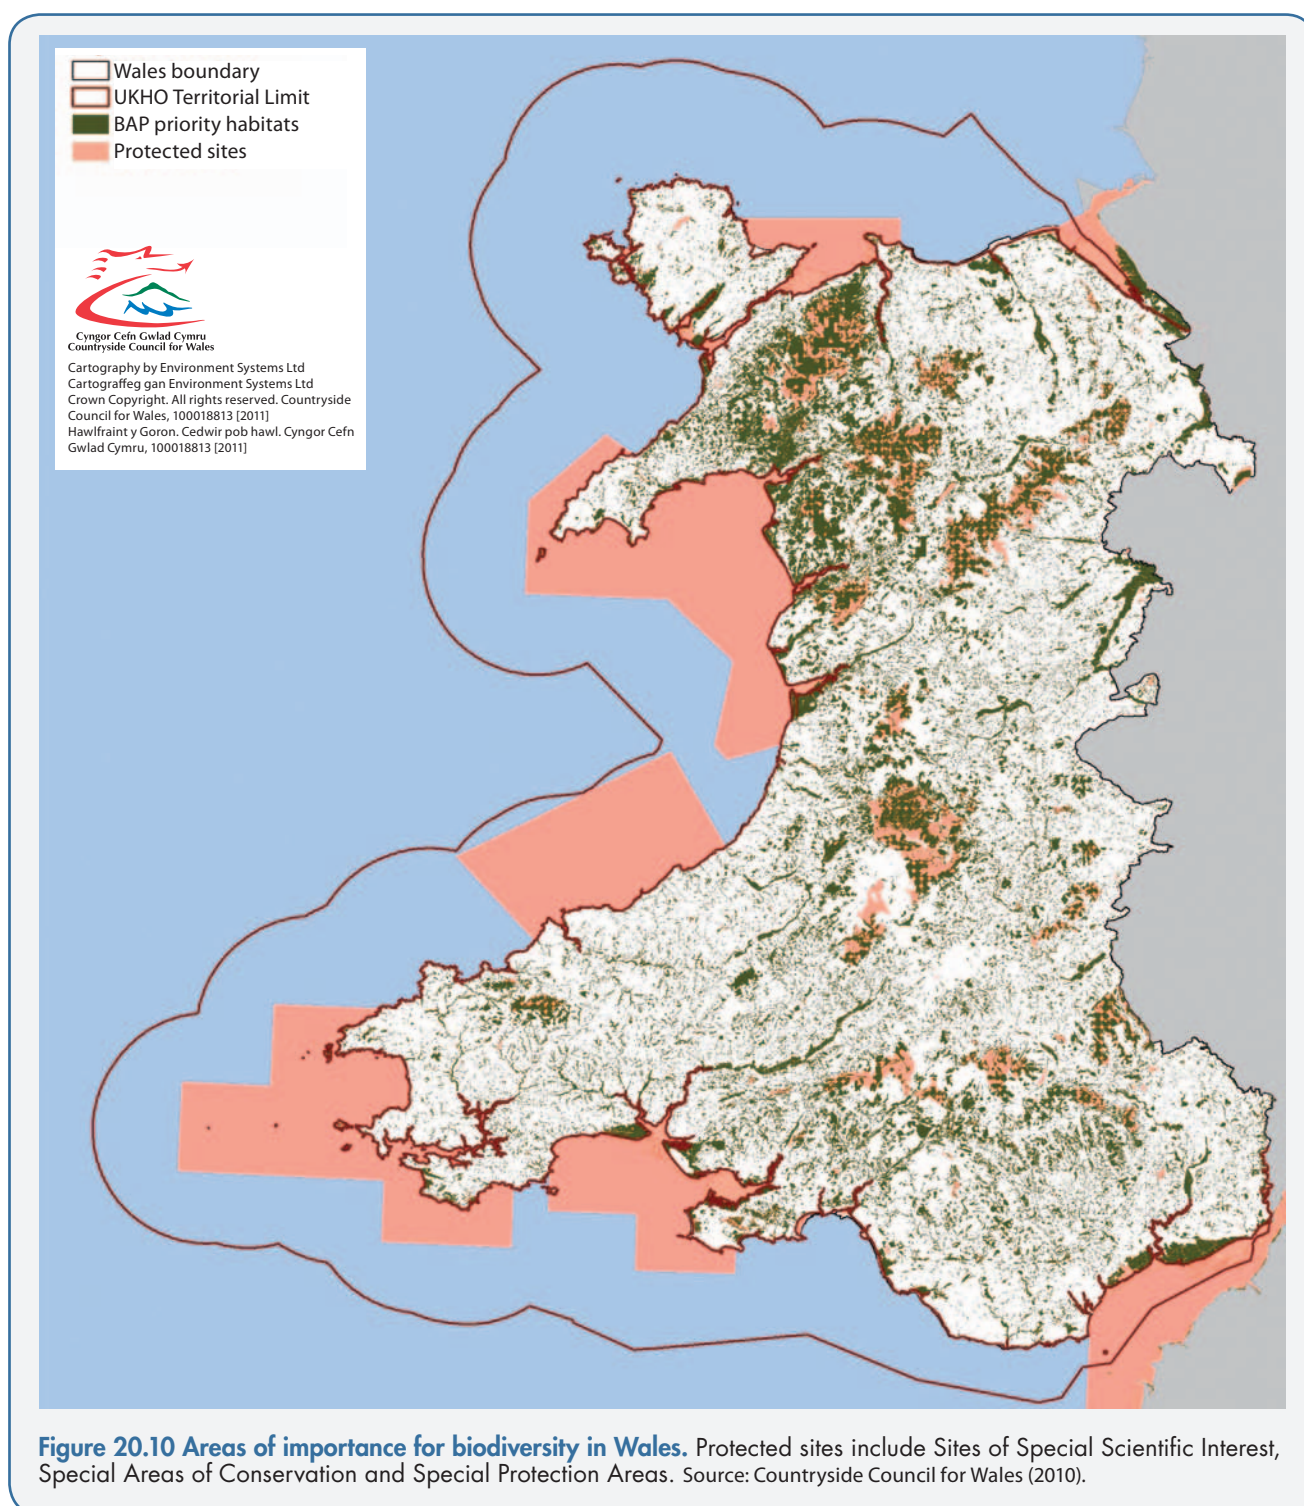 Wales boundary
UKHO Territorial Limit
BAP priority habitats
Protected sites
Cyngor Cefn Gwlad Cymru
Countryside Council for Wales
Cartography by Environment Systems Ltd
Cartograffeg gan Environment Systems Ltd
Crown Copyright. All rights reserved. Countryside
Council for Wales, 100018813 [2011]
Hawlfraint y Goron. Cedwir pob hawl. Cyngor Cefn
Gwlad Cymru, 100018813 [2011]
Figure 20.10 Areas of importance for biodiversity in Wales. Protected sites include Sites of Special Scientific Interest,
Special Areas of Conservation and Special Protection Areas. Source: Countryside Council for Wales (2010).